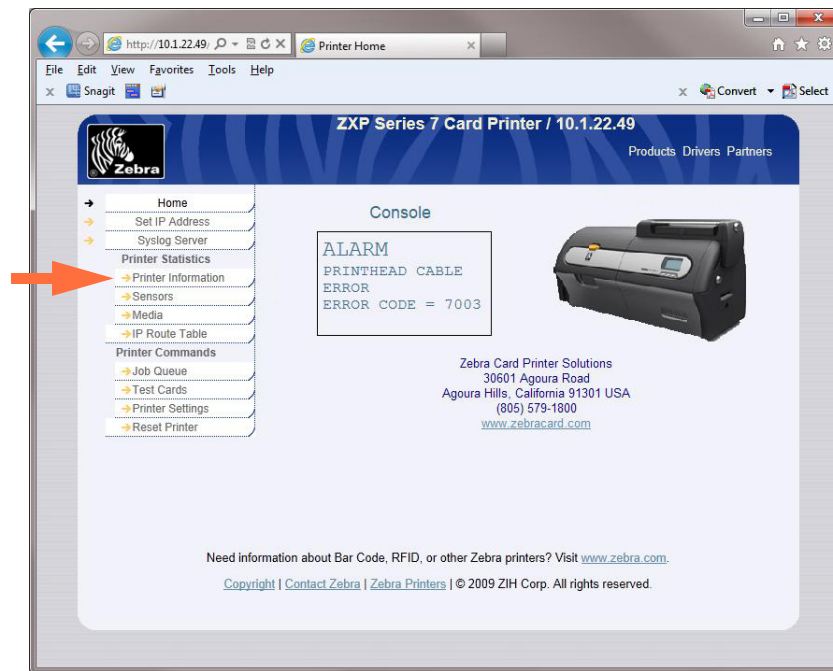 http://10.1.22.49/
Printer Home
File Edit View Favorites Tools Help
Snagit
Convert
Select
ZXP Series 7 Card Printer / 10.1.22.49
Products Drivers Partners
Zebra
Home
Set IP Address
Syslog Server
Printer Statistics
Printer Information
Sensors
Media
IP Route Table
Printer Commands
Job Queue
Test Cards
Printer Settings
Reset Printer
Console
ALARM
PRINTHEAD CABLE
ERROR
ERROR CODE = 7003
Zebra Card Printer Solutions
30601 Agoura Road
Agoura Hills, California 91301 USA
(805) 579-1800
www.zebracard.com
Need information about Bar Code, RFID, or other Zebra printers? Visit www.zebra.com.
Copyright | Contact Zebra | Zebra Printers | © 2009 ZIH Corp. All rights reserved.